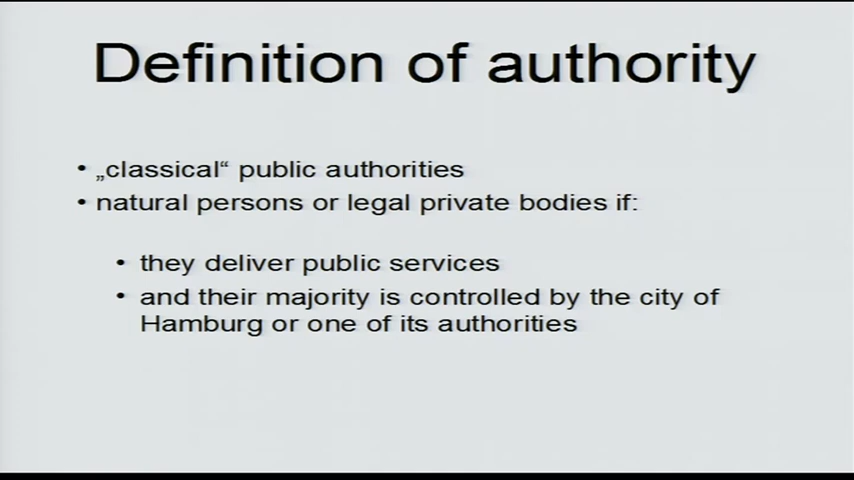 Definition of authority
• „classical“ public authorities
• natural persons or legal private bodies if:
• they deliver public services
• and their majority is controlled by the city of
Hamburg or one of its authorities